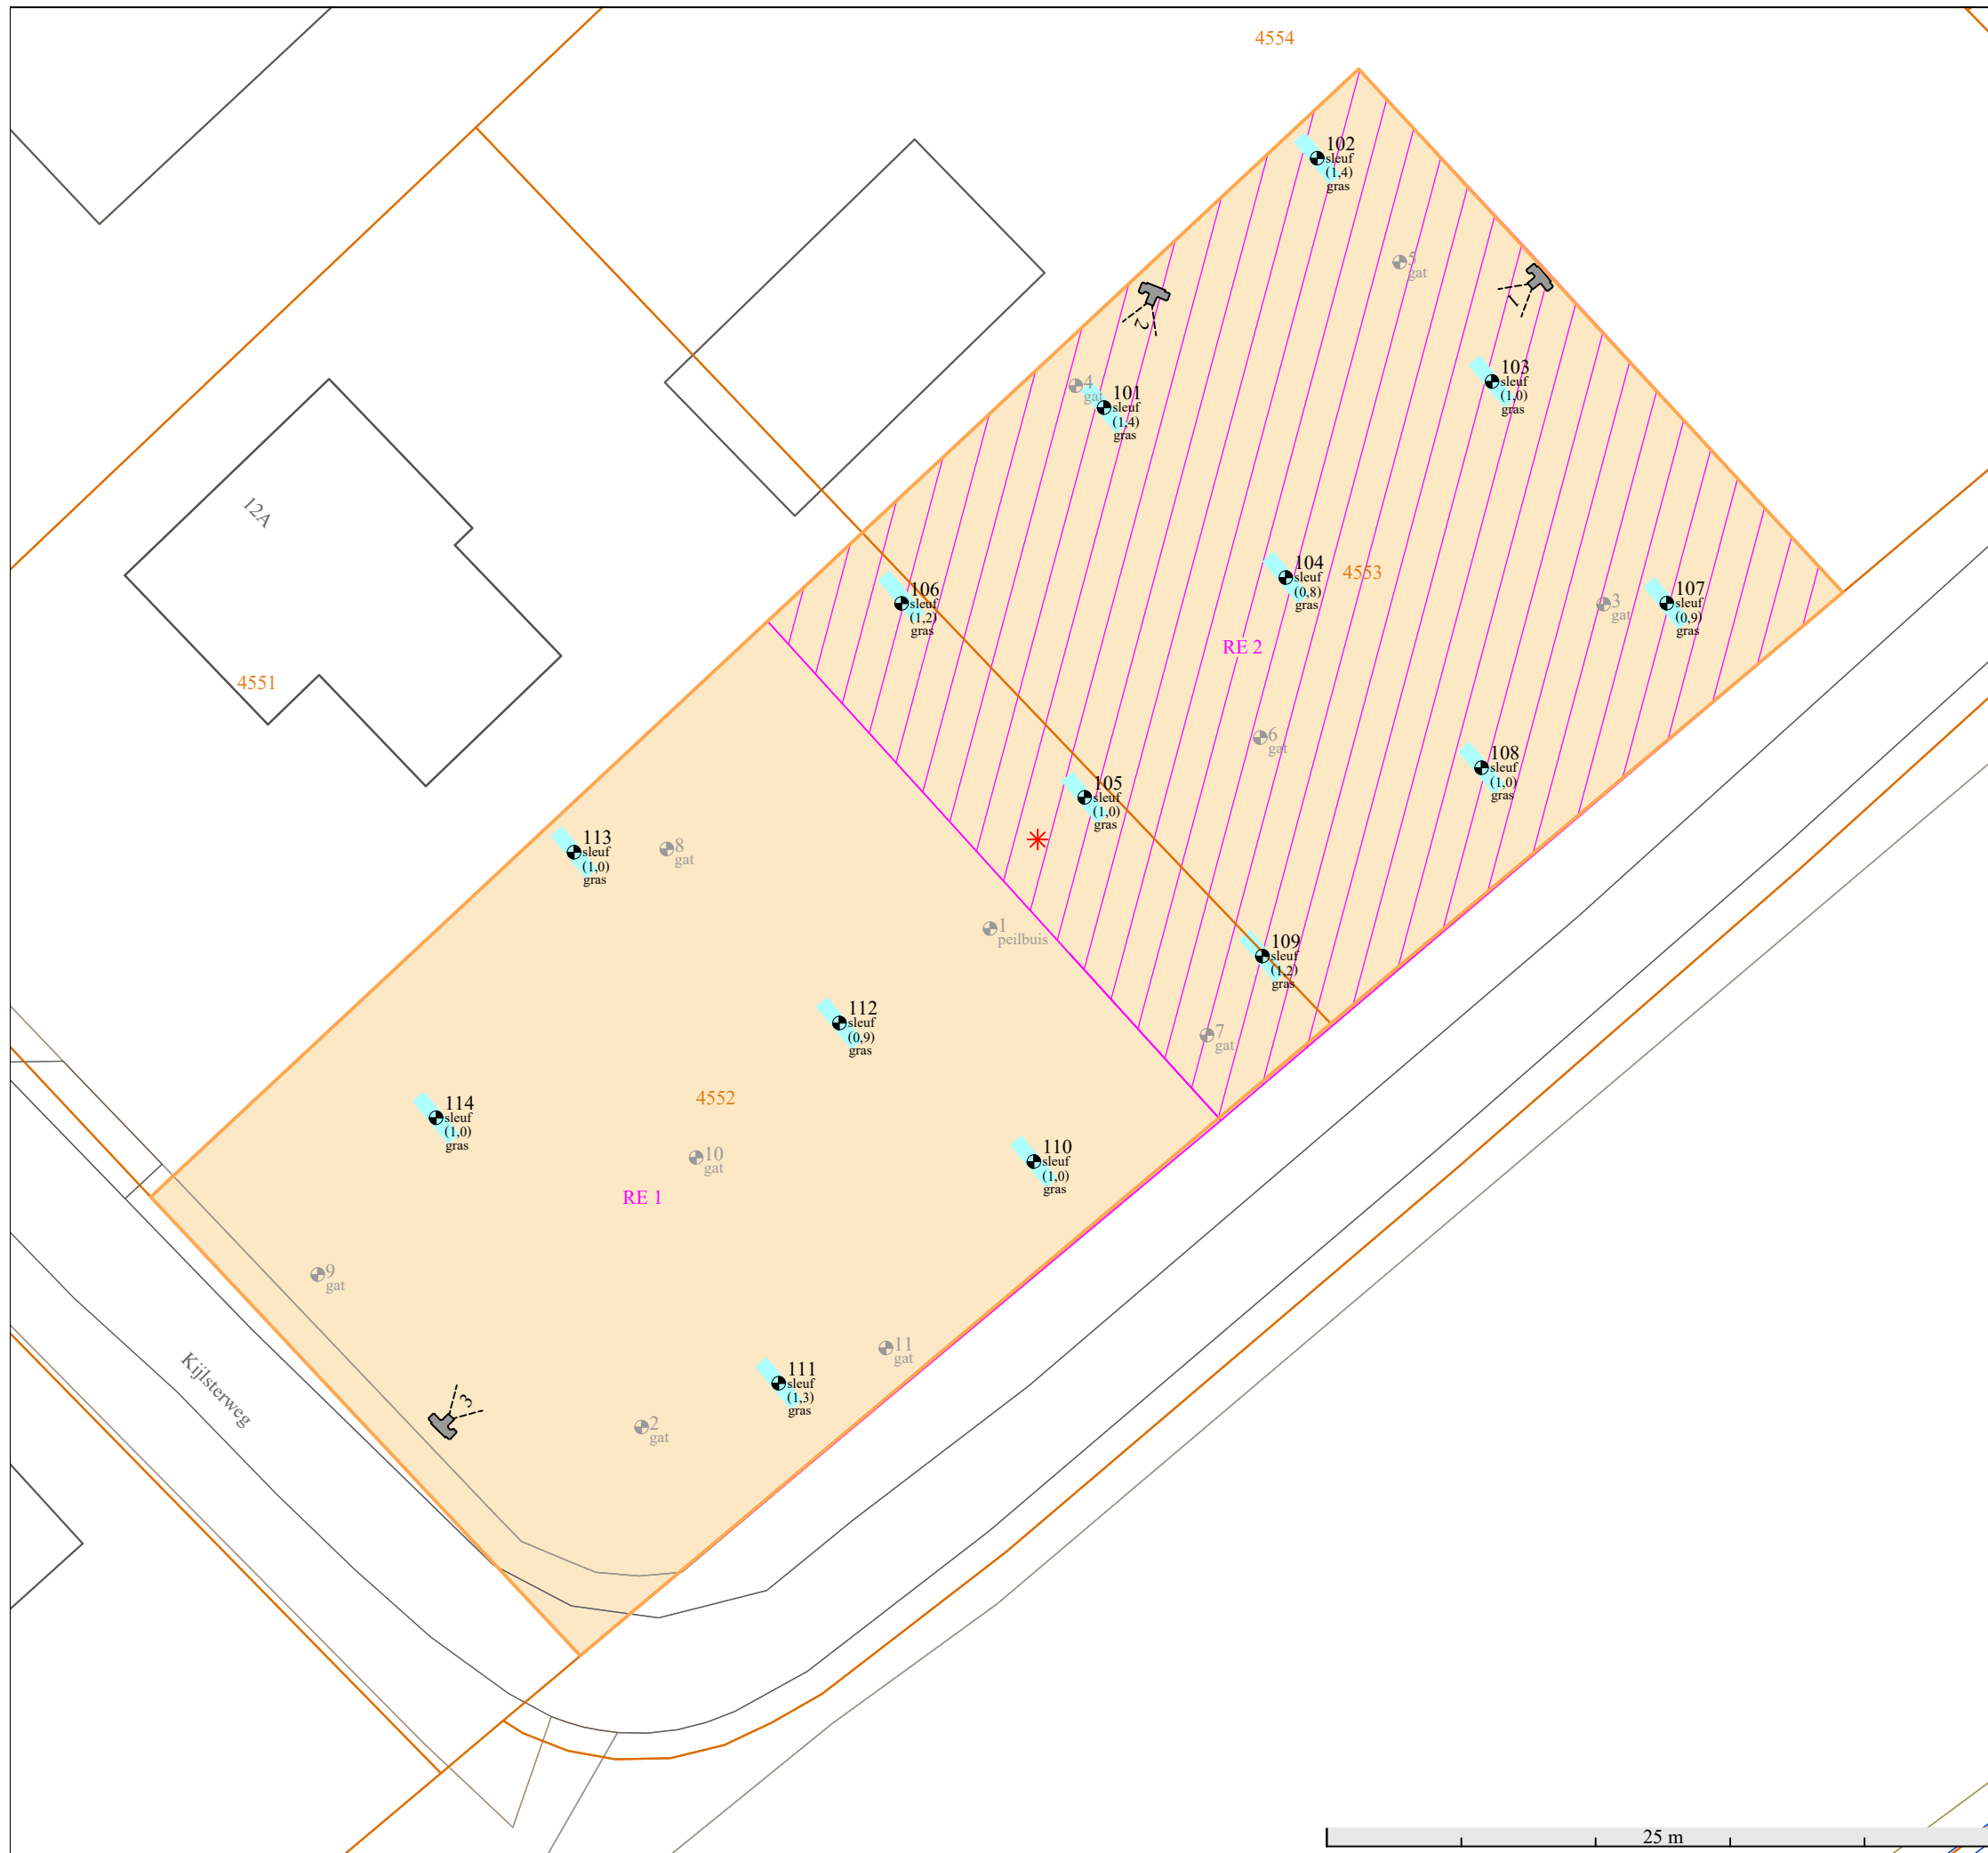 4554
102
sleuf
(1,4)
gras
5
gat
1
2
103
sleuf
(1,0)
gras
4
gat
101
sleuf
(1,4)
gras
12A
104
sleuf
(0,8)
gras
4553
106
sleuf
(1,2)
gras
3
gat
107
sleuf
(0,9)
gras
RE 2
4551
6
gat
108
sleuf
(1,0)
gras
105
sleuf
(1,0)
gras
113
sleuf
(1,0)
gras
8
gat
1
peilbuis
109
sleuf
(1,2)
gras
112
sleuf
(0,9)
gras
7
gat
4552
114
sleuf
(1,0)
gras
10
gat
110
sleuf
(1,0)
gras
RE 1
9
gat
11
gat
111
sleuf
(1,3)
gras
Kijlsterweg
3
2
gat
25 m